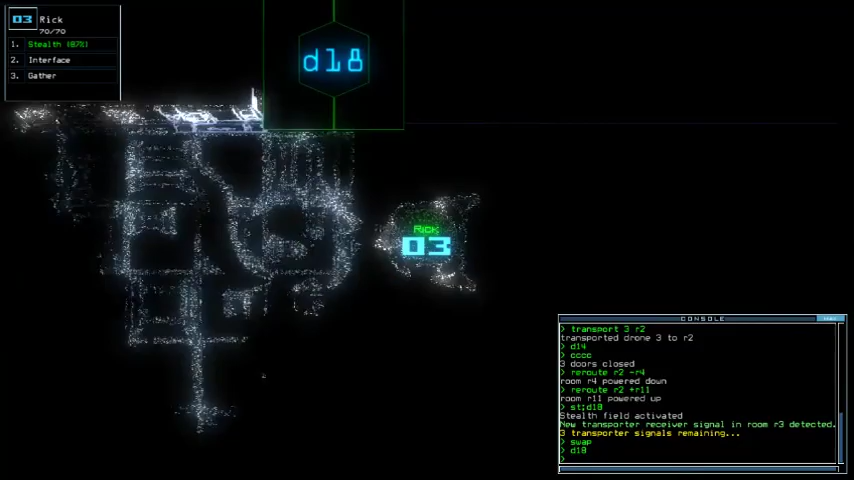 03 Rick
70/70
1. Stealth (87%)
2. Interface
3. Gather
d18
Rick
03
CONSOLE
> transport 3 r2
transported drone 3 to r2
> d14
> cccc
3 doors closed
> reroute r2 -r4
room r4 powered down
> reroute r2 +r11
room r11 powered up
> st;d18
Stealth field activated
New transporter receiver signal in room r3 detected.
3 transporter signals remaining...
> swap
> d18
>